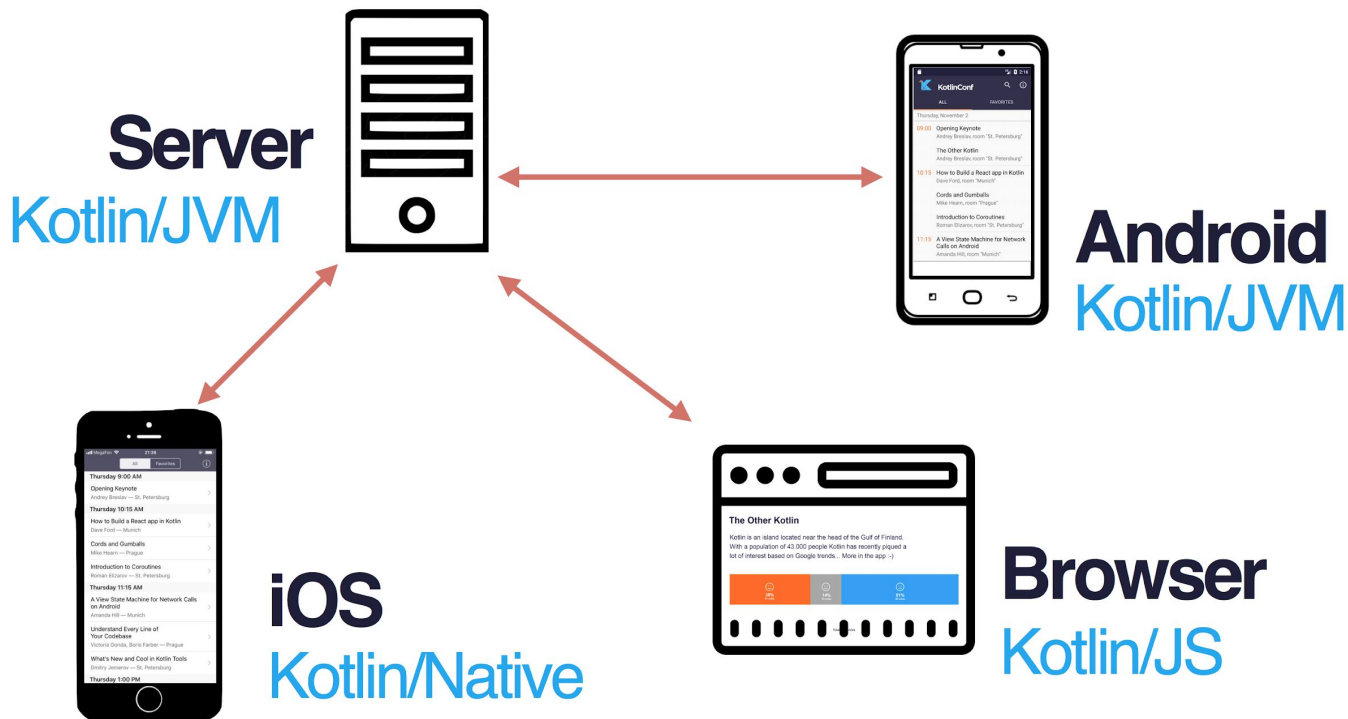 Server
Kotlin/JVM
2:16
KotlinConf
ALL FAVORITES
Thursday, November 2
09:00 Opening Keynote
Andrey Breslav, room "St. Petersburg"
The Other Kotlin
Andrey Breslav, room "St. Petersburg"
10:15 How to Build a React app in Kotlin
Dave Ford, room "Munich"
Cords and Gumballs
Mike Hearn, room "Prague"
Introduction to Coroutines
Roman Elizarov, room "St. Petersburg"
11:15 A View State Machine for Network
Calls on Android
Amanda Hill, room "Munich"
Android
Kotlin/JVM
MegaFon 21:38
All Favorites
Thursday 9:00 AM
Opening Keynote
Andrey Breslav — St. Petersburg
Thursday 10:15 AM
How to Build a React app in Kotlin
Dave Ford — Munich
Cords and Gumballs
Mike Hearn — Prague
Introduction to Coroutines
Roman Elizarov — St. Petersburg
Thursday 11:15 AM
A View State Machine for Network Calls
on Android
Amanda Hill — Munich
Understand Every Line of
Your Codebase
Victoria Gonda, Boris Farber — Prague
What's New and Cool in Kotlin Tools
Dmitry Jemerov — St. Petersburg
Thursday 1:00 PM
iOS
Kotlin/Native
The Other Kotlin
Kotlin is an island located near the head of the Gulf of Finland.
With a population of 43.000 people Kotlin has recently piqued a
lot of interest based on Google trends... More in the app :-)
Browser
Kotlin/JS